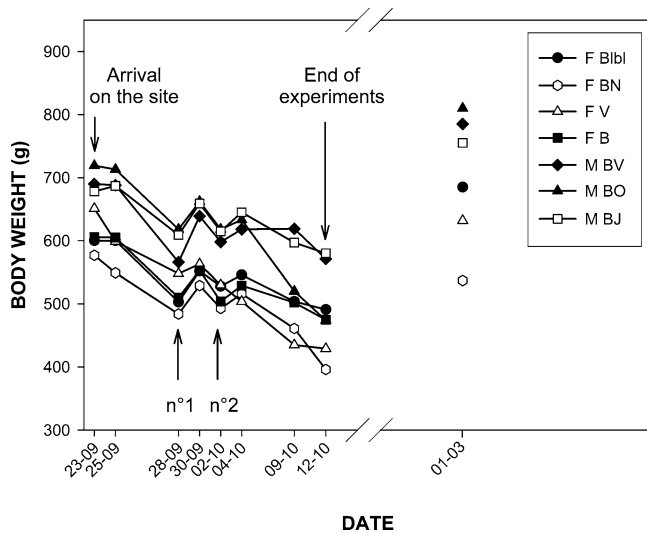 BODY WEIGHT (g)
900
800
700
600
500
400
300
Arrival
on the site
End of
experiments
n°1
n°2
F Blbl
F BN
F V
F B
M BV
M BO
M BJ
23-09
25-09
28-09
30-09
02-10
04-10
09-10
12-10
01-03
DATE